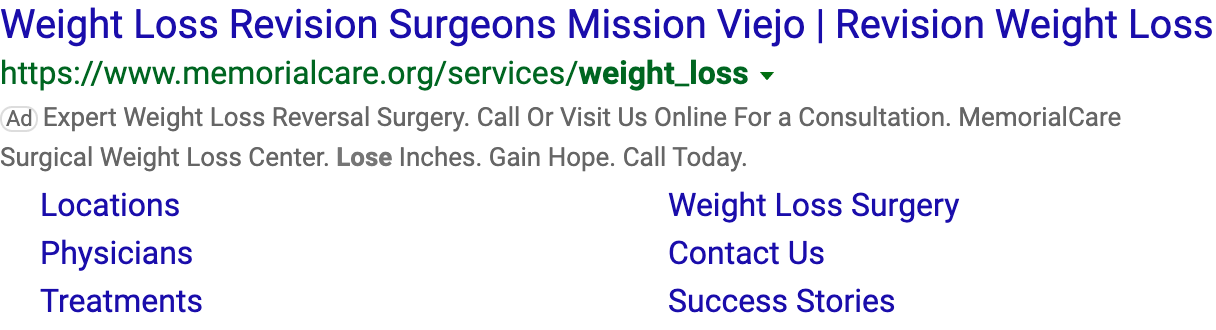 Weight Loss Revision Surgeons Mission Viejo | Revision Weight Loss
https://www.memorialcare.org/services/weight_loss
Ad Expert Weight Loss Reversal Surgery. Call Or Visit Us Online For a Consultation. MemorialCare
Surgical Weight Loss Center. Lose Inches. Gain Hope. Call Today.
Locations
Weight Loss Surgery
Physicians
Contact Us
Treatments
Success Stories